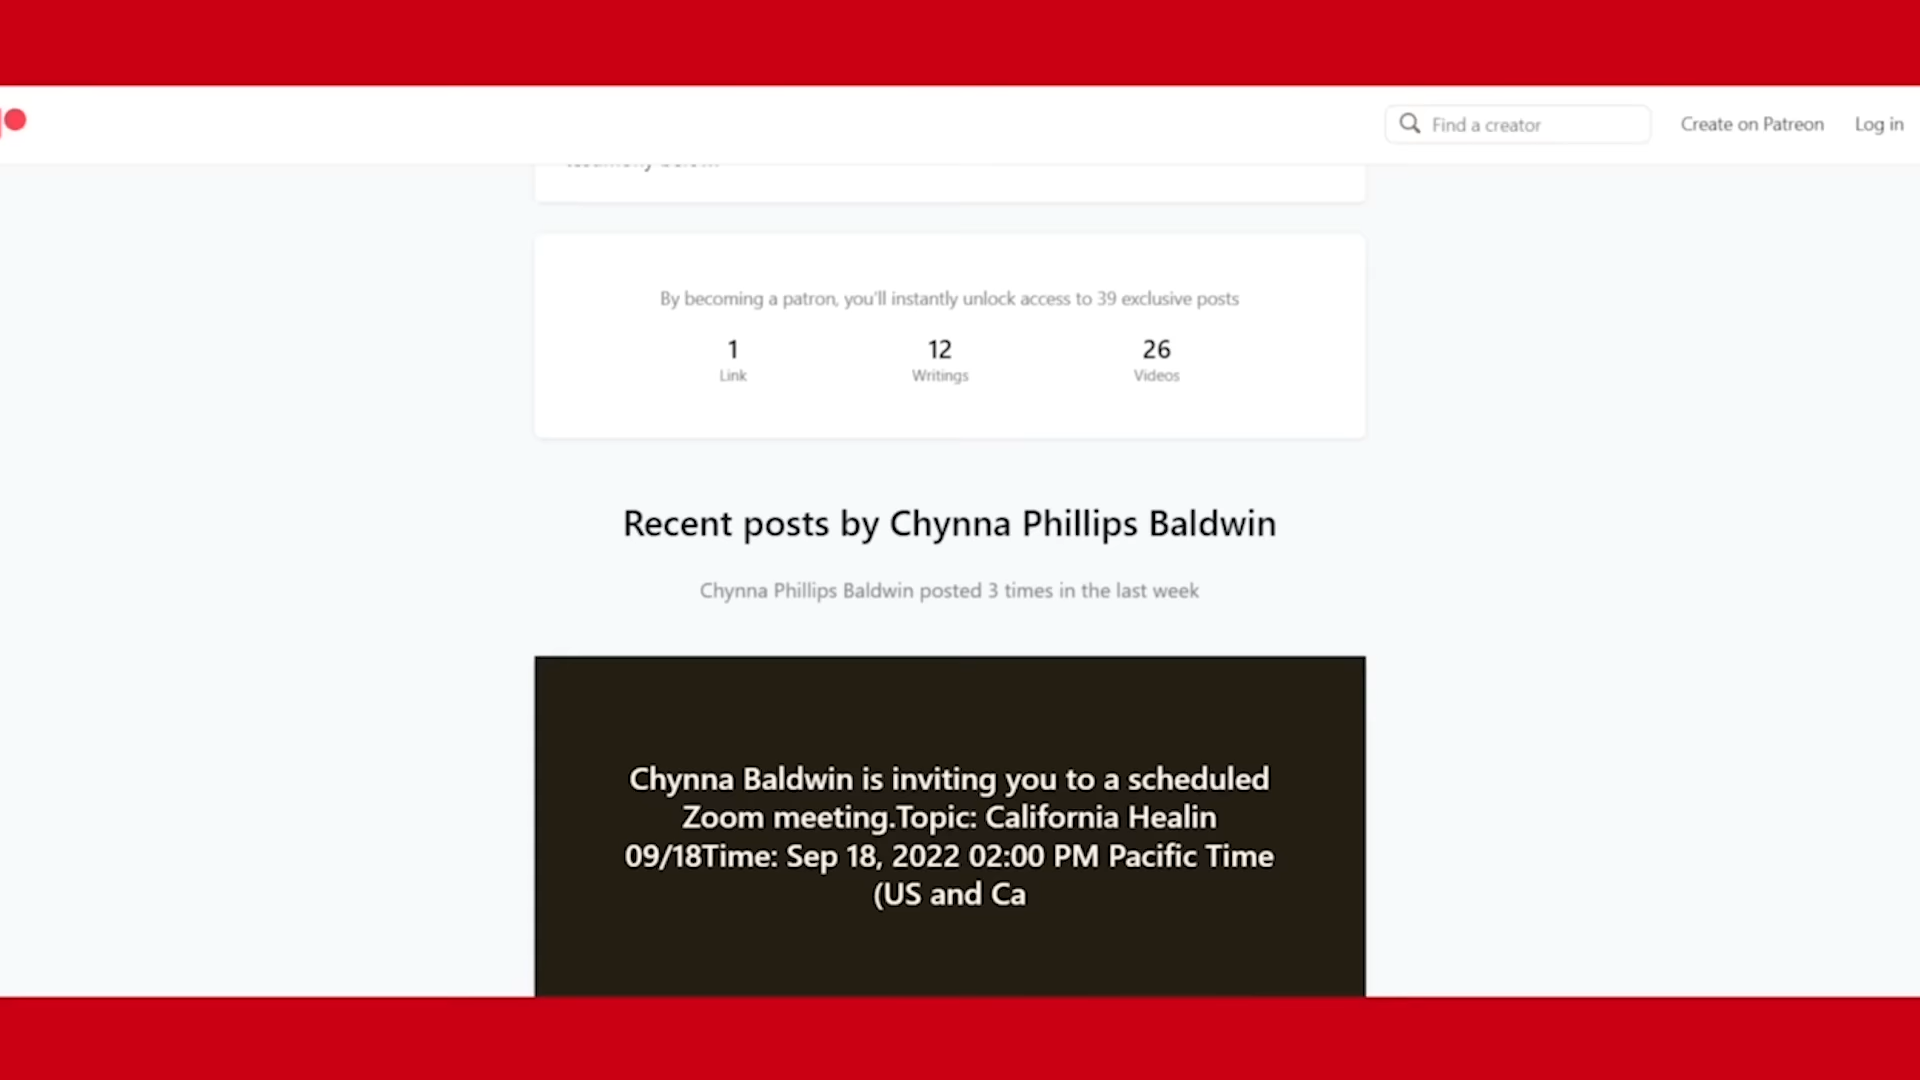 Find a creator
Create on Patreon
Log in
By becoming a patron, you'll instantly unlock access to 39 exclusive posts
1
12
26
Link
Writings
Videos
Recent posts by Chynna Phillips Baldwin
Chynna Phillips Baldwin posted 3 times in the last week
Chynna Baldwin is inviting you to a scheduled
Zoom meeting.Topic: California Healin
09/18Time: Sep 18, 2022 02:00 PM Pacific Time
(US and Ca